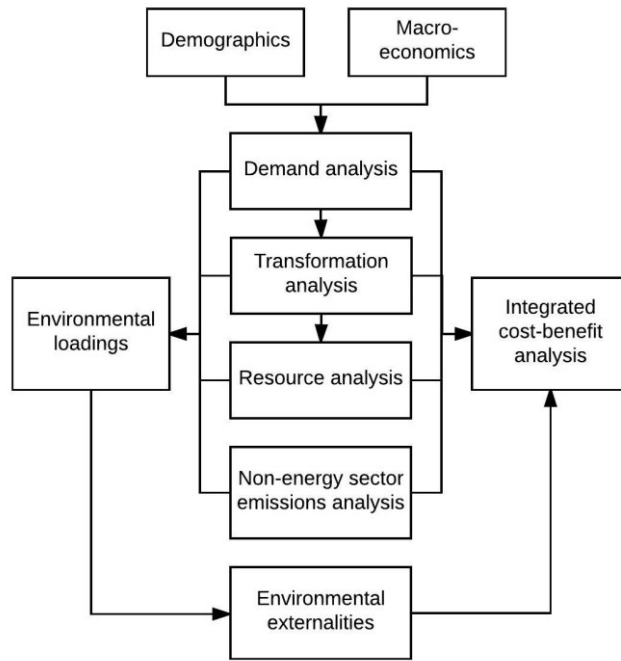 Demographics
Macro-
economics
Demand analysis
Transformation
analysis
Environmental
loadings
Integrated
cost-benefit
analysis
Resource analysis
Non-energy sector
emissions analysis
Environmental
externalities